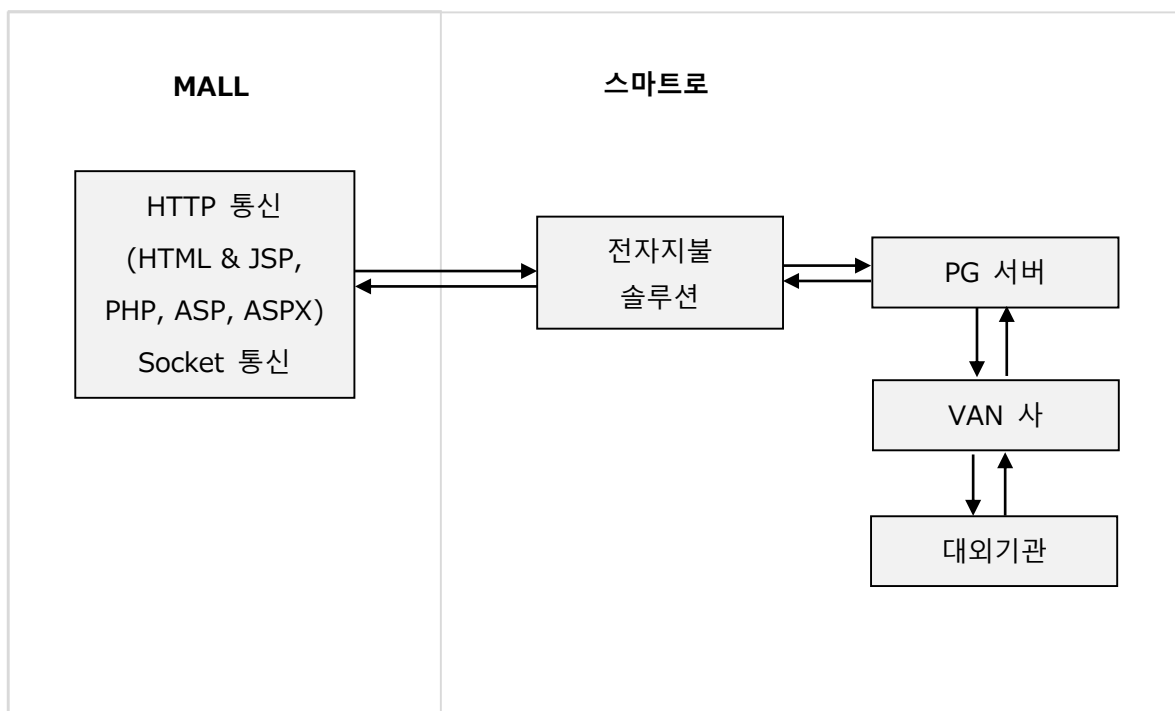 MALL
스마트로
HTTP 통신
(HTML & JSP,
PHP, ASP, ASPX)
Socket 통신
전자지불
솔루션
PG 서버
VAN 사
대외기관